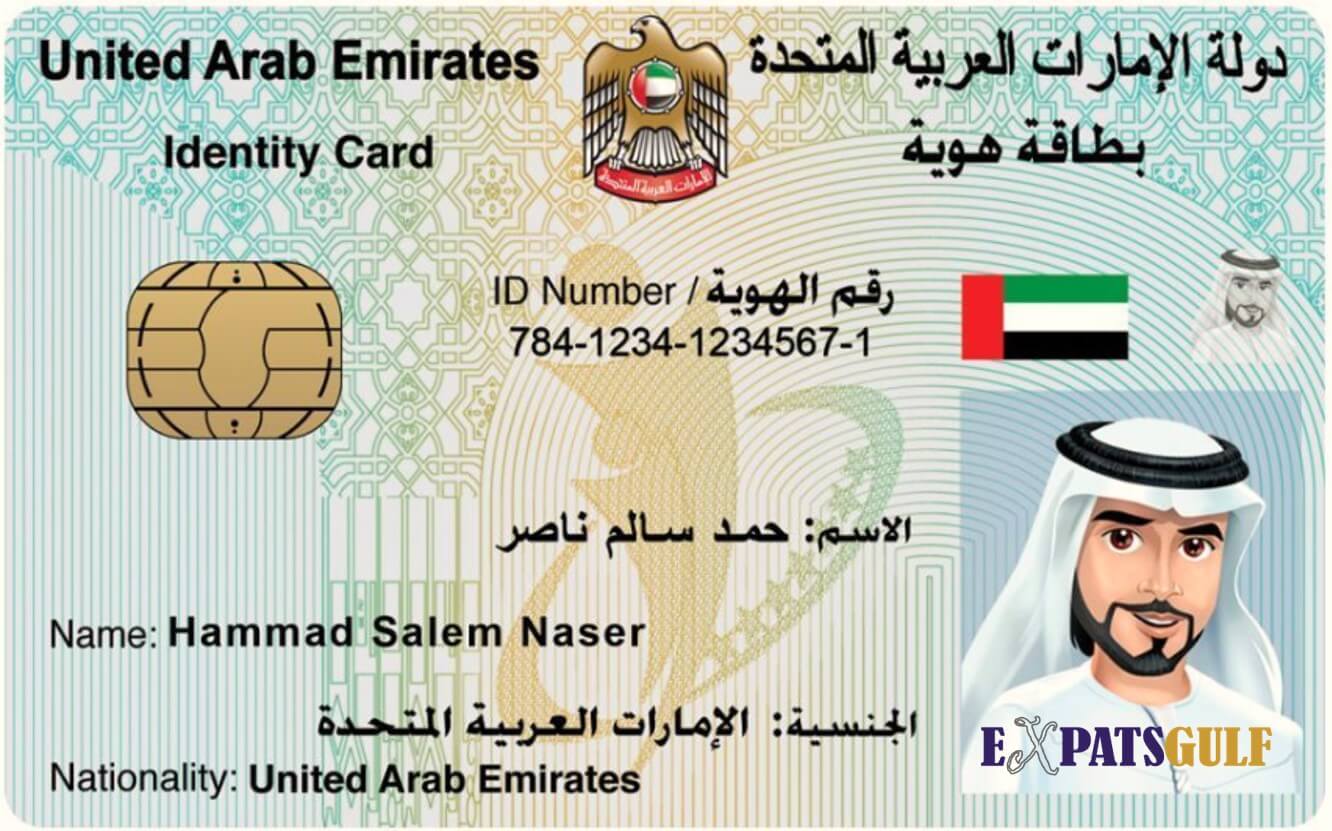 United Arab Emirates
دولة الإمارات العربية المتحدة
Identity Card
بطاقة هوية
الإمارات العربية المتحدة
ID Number / رقم الهوية
784-1234-1234567-1
الاسم: حمد سالم ناصر
Name: Hammad Salem Naser
الجنسية: الإمارات العربية المتحدة
Nationality: United Arab Emirates
EXPATSGULF